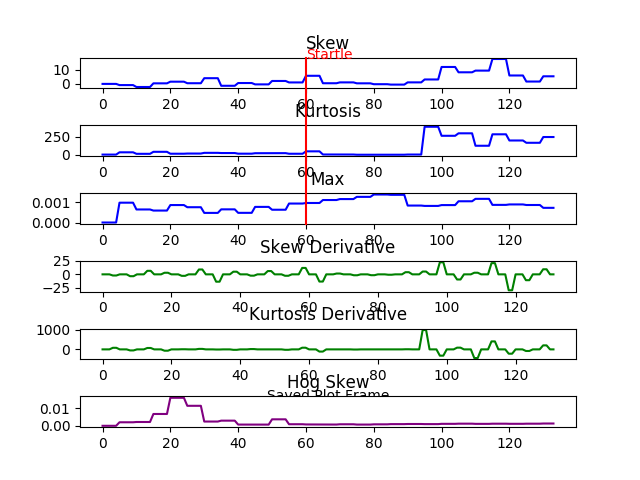 Skew
Startle
10
0
0 20 40 60 80 100 120
Kurtosis
250
0
0 20 40 60 80 100 120
Max
0.001
0.000
0 20 40 60 80 100 120
Skew Derivative
25
0
−25
0 20 40 60 80 100 120
Kurtosis Derivative
1000
0
0 20 40 60 80 100 120
Hog Skew
Saved Plot Frame
0.01
0.00
0 20 40 60 80 100 120